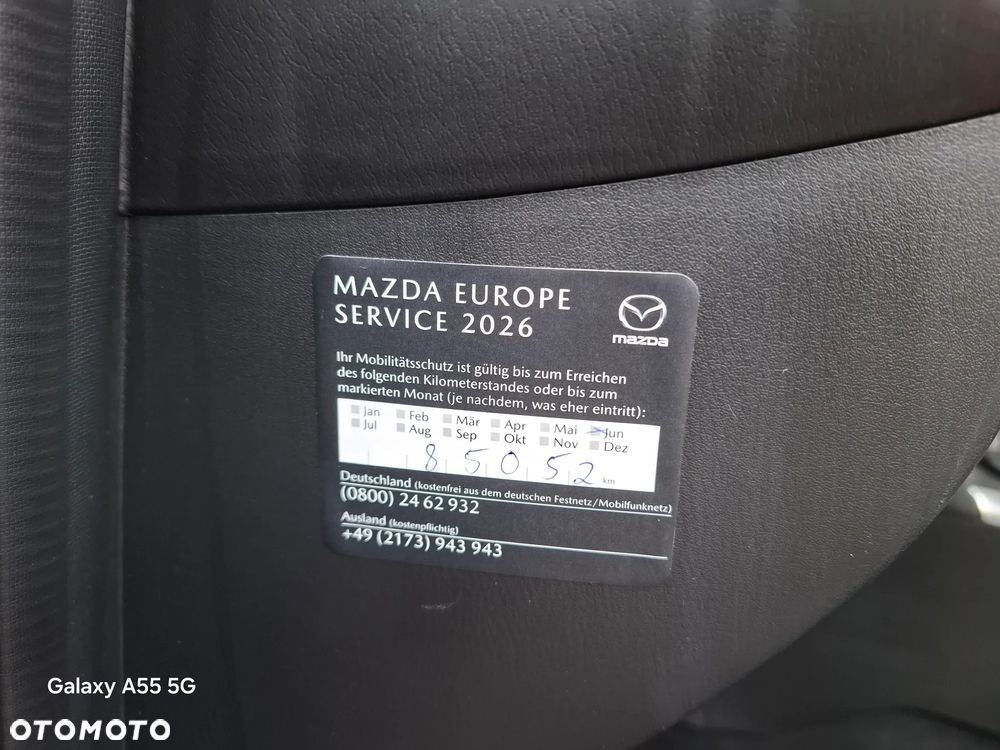 MAZDA EUROPE
SERVICE 2026
mazda
Ihr Mobilitätsschutz ist gültig bis zum Erreichen
des folgenden Kilometerstandes oder bis zum
markierten Monat (je nachdem, was eher eintritt):
Jan Feb Mär Apr Mai Jun
Jul Aug Sep Okt Nov Dez
85052 km
Deutschland (kostenfrei aus dem deutschen Festnetz/Mobilfunknetz)
(0800) 24 62 932
Ausland (kostenpflichtig)
+49 (2173) 943 943
Galaxy A55 5G
OTOMOTO